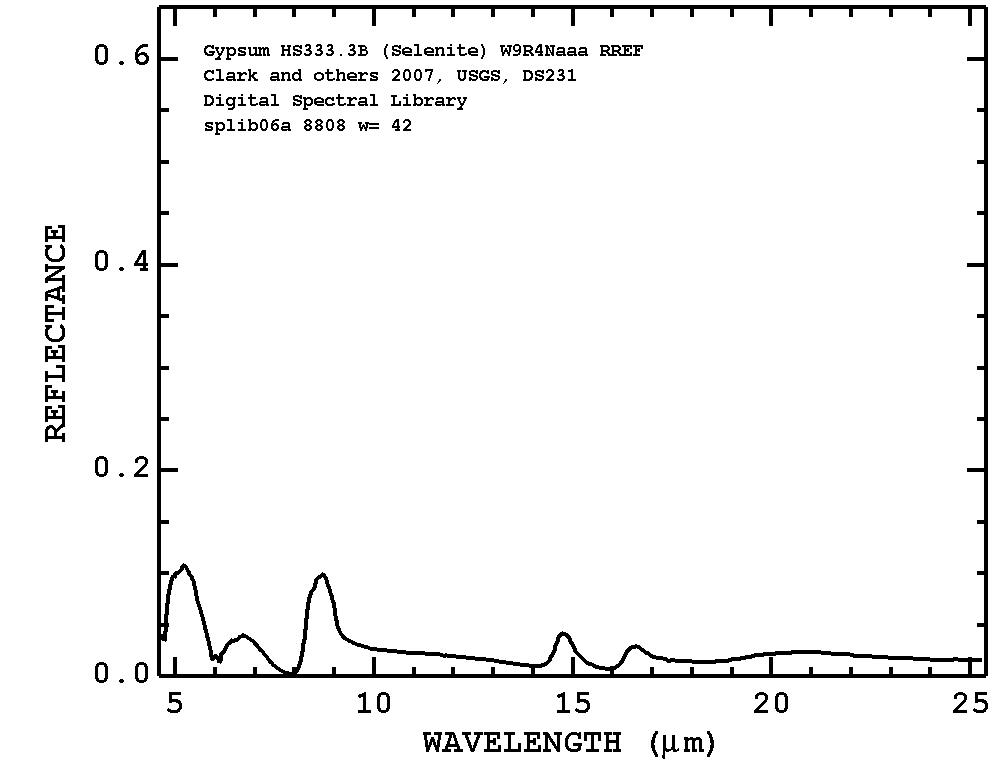 Gypsum HS333.3B (Selenite) W9R4Naaa RREF
Clark and others 2007, USGS, DS231
Digital Spectral Library
splib06a 8808 w= 42
0.6
0.4
0.2
0.0
REFLECTANCE
5 10 15 20 25
WAVELENGTH (μm)